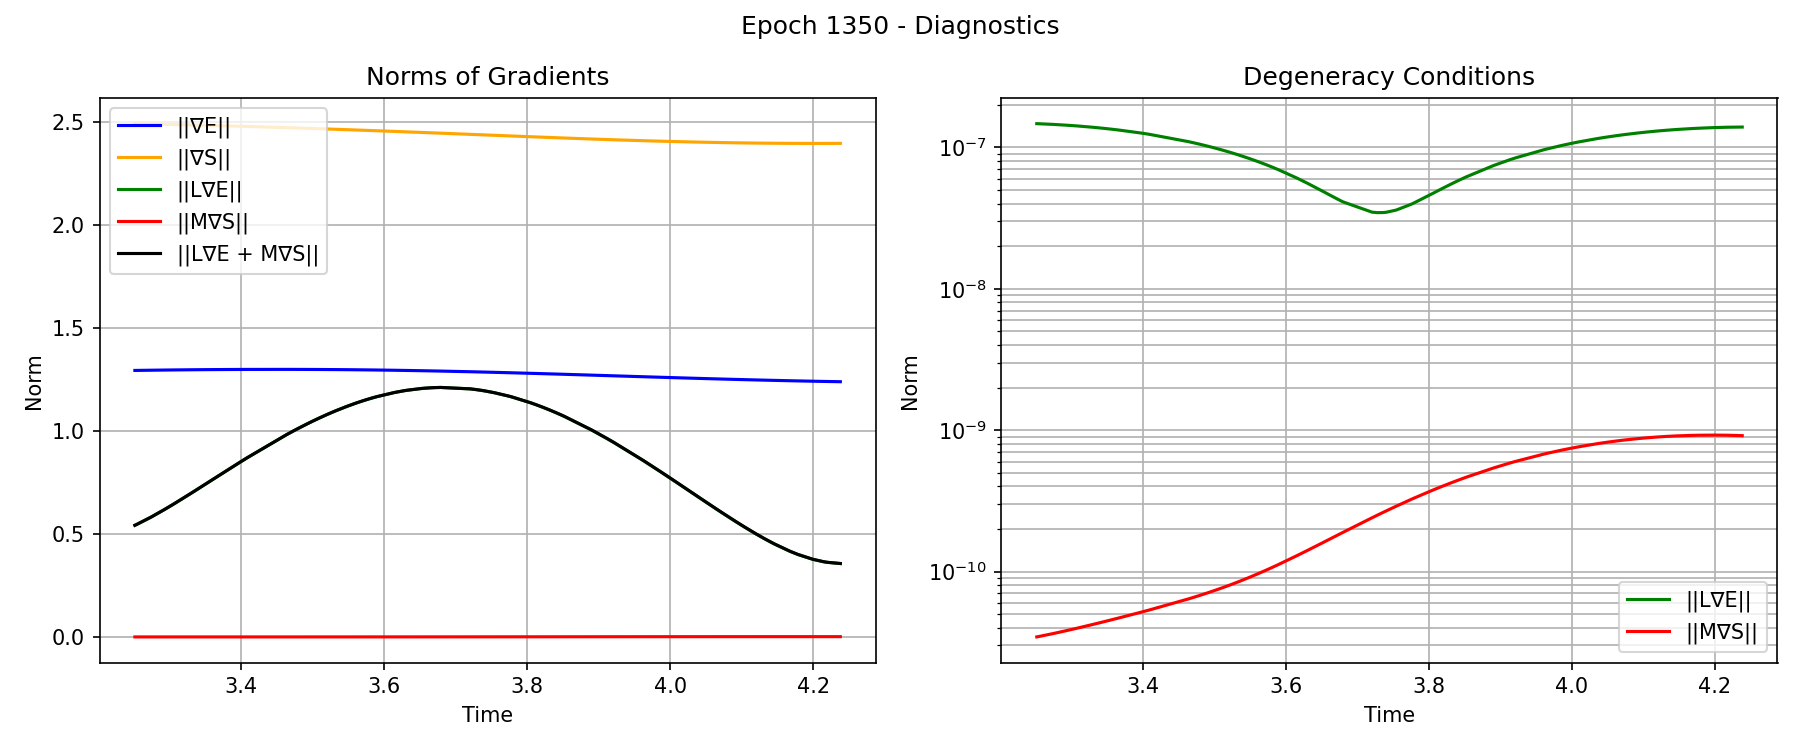 Epoch 1350 - Diagnostics
Norms of Gradients
Norm
2.5
2.0
1.5
1.0
0.5
0.0
||∇E||
||∇S||
||L∇E||
||M∇S||
||L∇E + M∇S||
3.4 3.6 3.8 4.0 4.2
Time
Degeneracy Conditions
Norm
10⁻⁷
10⁻⁸
10⁻⁹
10⁻¹⁰
||L∇E||
||M∇S||
3.4 3.6 3.8 4.0 4.2
Time